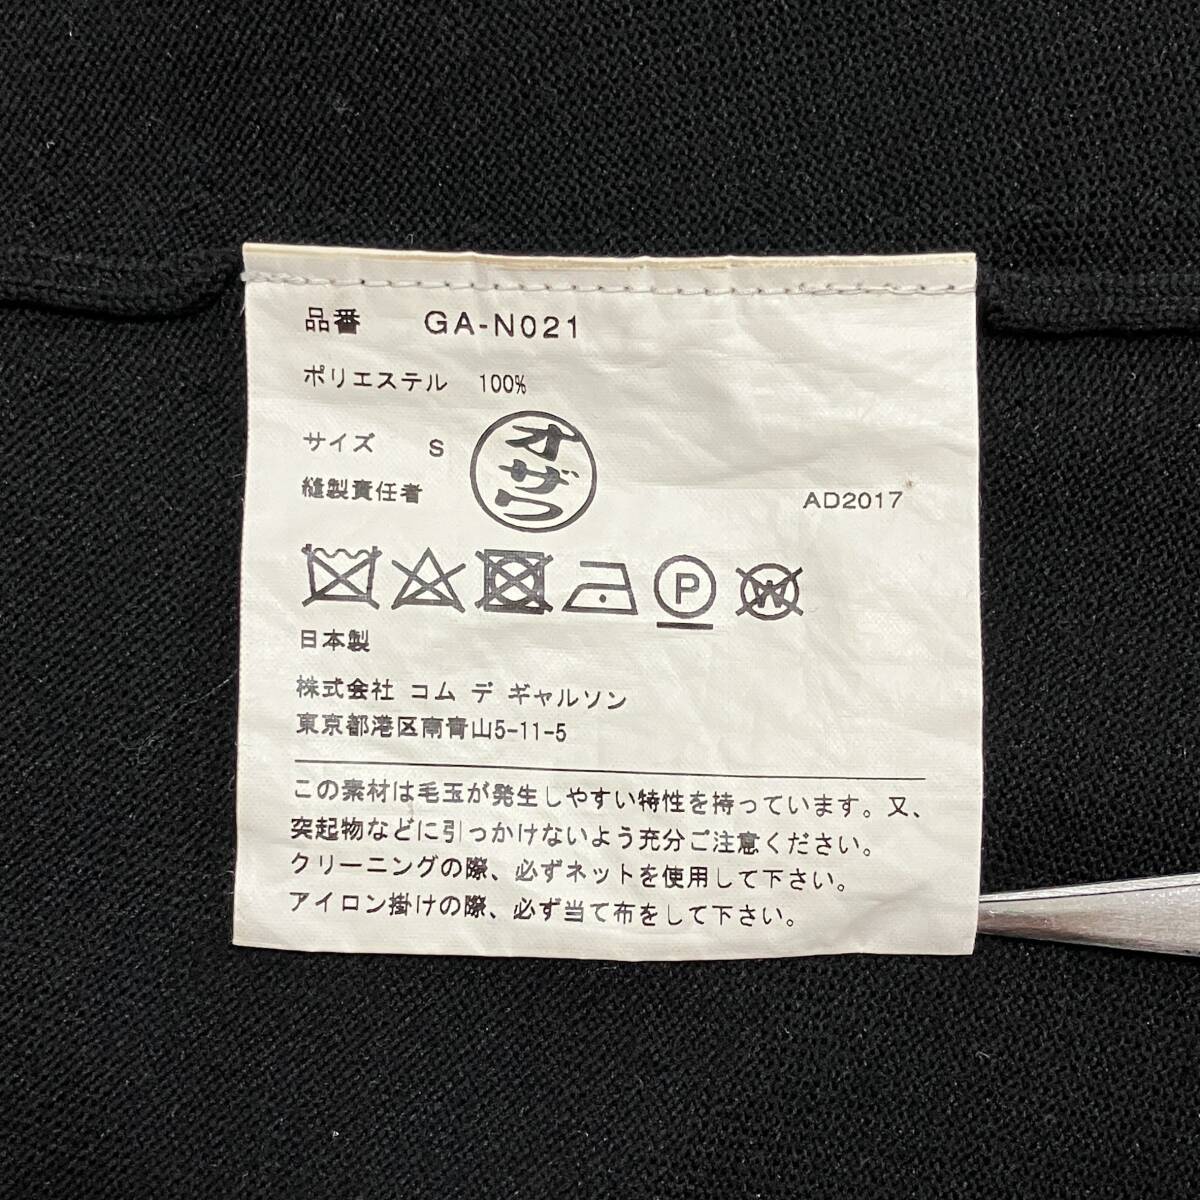 品番 GA-N021
ポリエステル 100%
サイズ S
オザワ
縫製責任者 AD2017
P W
日本製
株式会社 コム デ ギャルソン
東京都港区南青山5-11-5
この素材は毛玉が発生しやすい特性を持っています。又、
突起物などに引っかけないよう充分ご注意ください。
クリーニングの際、必ずネットを使用して下さい。
アイロン掛けの際、必ず当て布をして下さい。